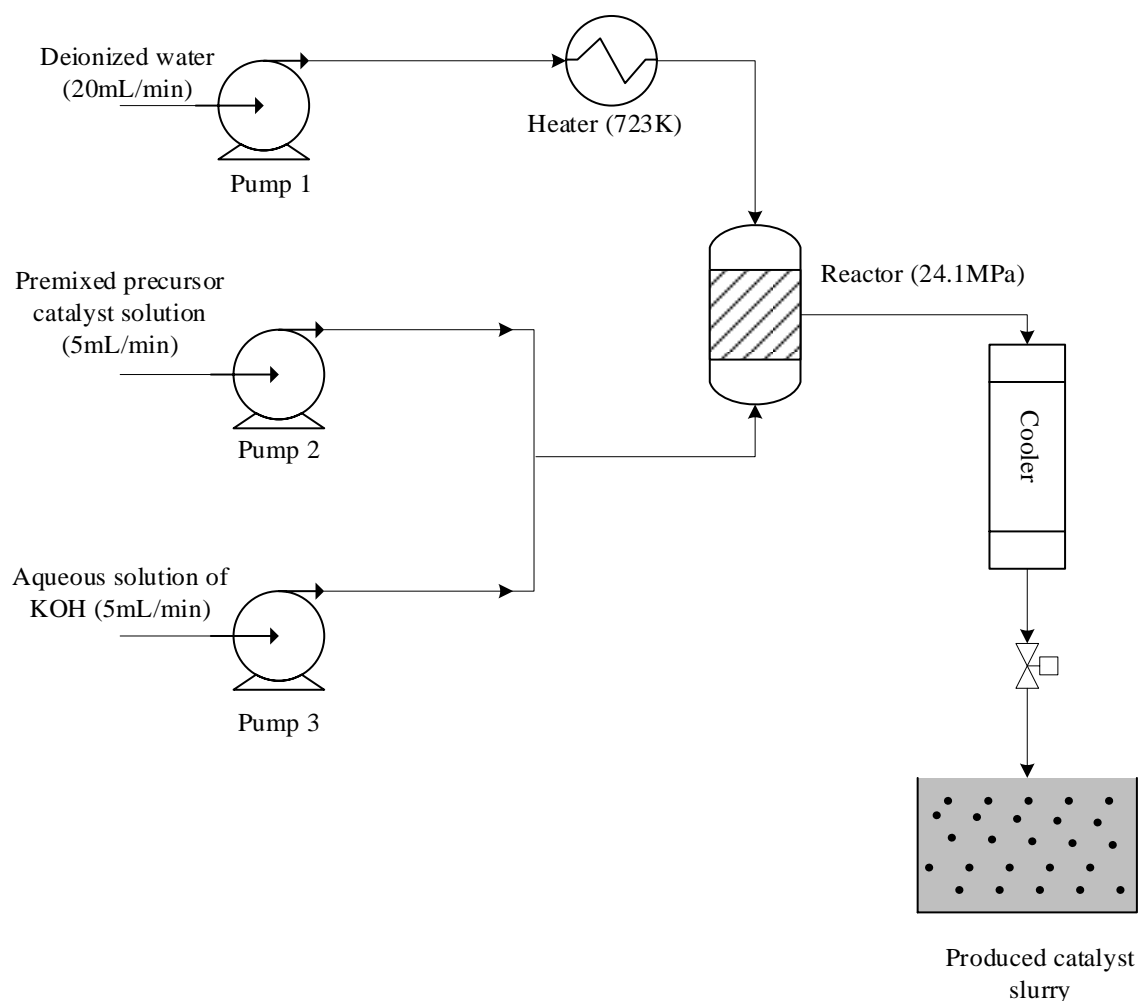 Deionized water
(20mL/min)
Heater (723K)
Pump 1
Premixed precursor
catalyst solution
(5mL/min)
Reactor (24.1MPa)
Pump 2
Cooler
Aqueous solution of
KOH (5mL/min)
Pump 3
Produced catalyst
slurry